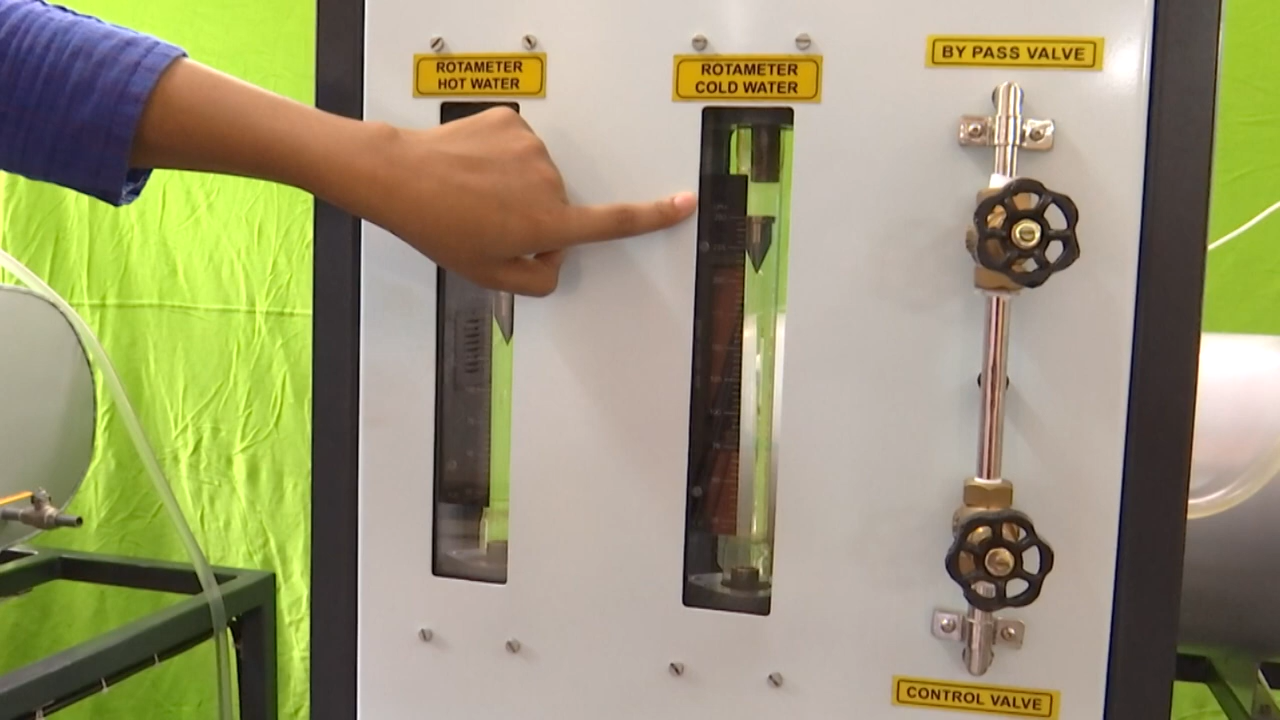 ROTAMETER
HOT WATER
ROTAMETER
COLD WATER
BY PASS VALVE
CONTROL VALVE